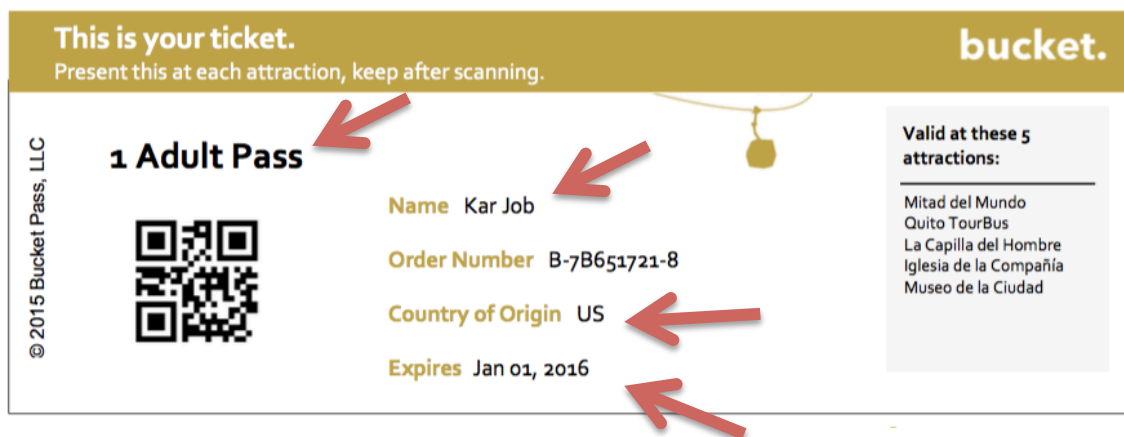 This is your ticket.
Present this at each attraction, keep after scanning.
bucket.
© 2015 Bucket Pass, LLC
1 Adult Pass
Name Kar Job
Order Number B-7B651721-8
Country of Origin US
Expires Jan 01, 2016
Valid at these 5
attractions:
Mitad del Mundo
Quito TourBus
La Capilla del Hombre
Iglesia de la Compañía
Museo de la Ciudad